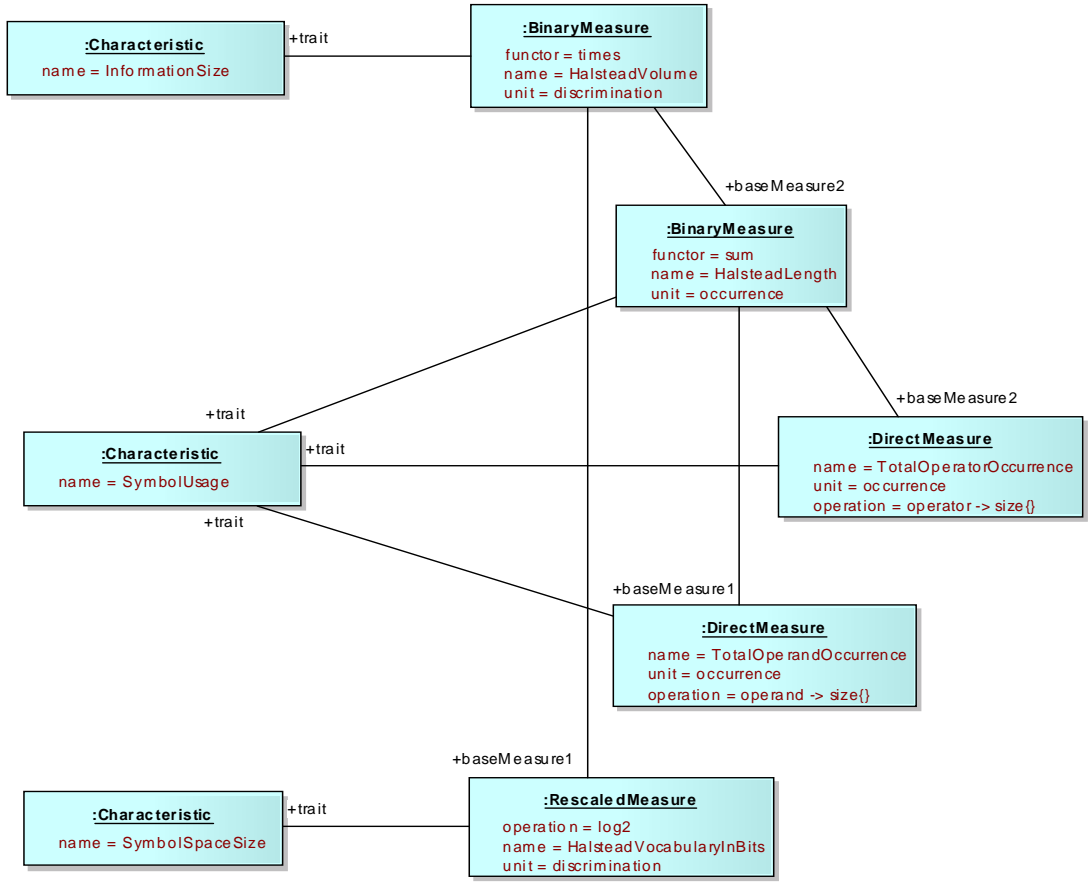 :Characteristic
name = InformationSize
+trait
:BinaryMeasure
functor = times
name = HalsteadVolume
unit = discrimination
+baseMeasure2
:BinaryMeasure
functor = sum
name = HalsteadLength
unit = occurrence
+trait
+baseMeasure2
:Characteristic
name = SymbolUsage
+trait
:DirectMeasure
name = TotalOperatorOccurrence
unit = occurrence
operation = operator -> size{}
+trait
+baseMeasure1
:DirectMeasure
name = TotalOperandOccurrence
unit = occurrence
operation = operand -> size{}
+baseMeasure1
:Characteristic
name = SymbolSpaceSize
+trait
:RescaledMeasure
operation = log2
name = HalsteadVocabularyInBits
unit = discrimination